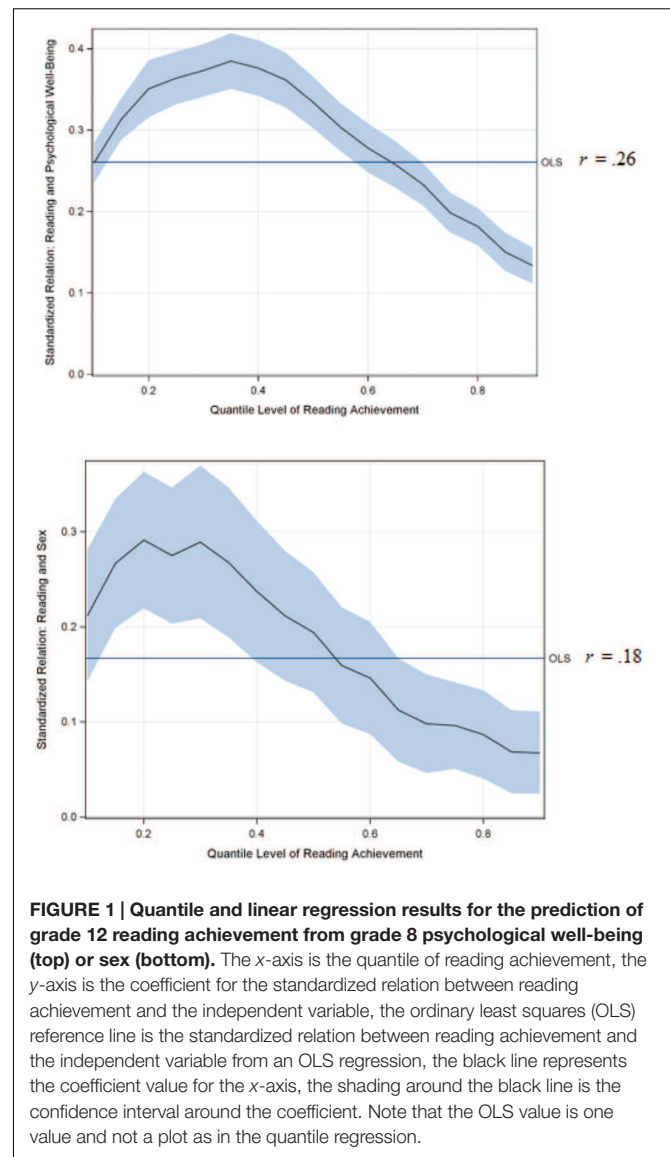 0.4
0.3
0.2
0.1
0.0
Standardized Relation: Reading and Psychological Well-Being
OLS r = .26
0.2 0.4 0.6 0.8
Quantile Level of Reading Achievement
0.3
0.2
0.1
0.0
Standardized Relation: Reading and Sex
OLS r = .18
0.2 0.4 0.6 0.8
Quantile Level of Reading Achievement
FIGURE 1 | Quantile and linear regression results for the prediction of
grade 12 reading achievement from grade 8 psychological well-being
(top) or sex (bottom). The x-axis is the quantile of reading achievement, the
y-axis is the coefficient for the standardized relation between reading
achievement and the independent variable, the ordinary least squares (OLS)
reference line is the standardized relation between reading achievement and
the independent variable from an OLS regression, the black line represents
the coefficient value for the x-axis, the shading around the black line is the
confidence interval around the coefficient. Note that the OLS value is one
value and not a plot as in the quantile regression.